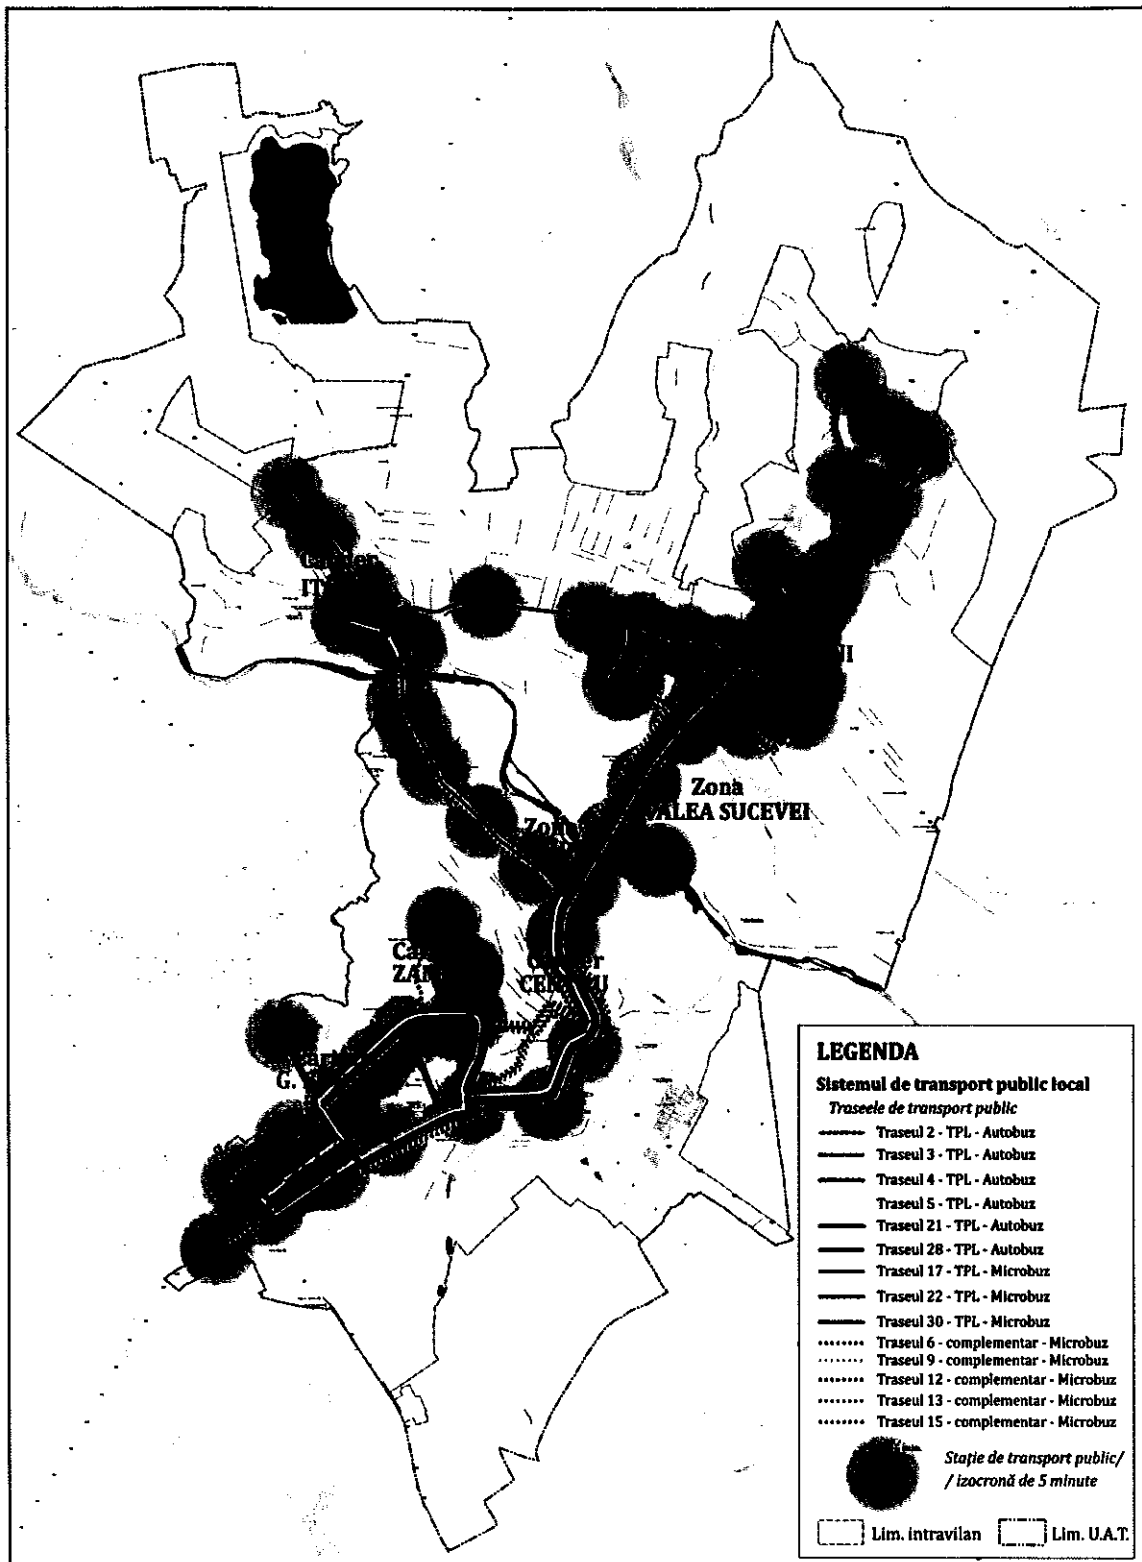 Zona
VALEA SUCEVEI
LEGENDA
Sistemul de transport public local
Traseele de transport public
Traseul 2 - TPL - Autobuz
Traseul 3 - TPL - Autobuz
Traseul 4 - TPL - Autobuz
Traseul 5 - TPL - Autobuz
Traseul 21 - TPL - Autobuz
Traseul 28 - TPL - Autobuz
Traseul 17 - TPL - Microbuz
Traseul 22 - TPL - Microbuz
Traseul 30 - TPL - Microbuz
Traseul 6 - complementar - Microbuz
Traseul 9 - complementar - Microbuz
Traseul 12 - complementar - Microbuz
Traseul 13 - complementar - Microbuz
Traseul 15 - complementar - Microbuz
Stație de transport public/
/ izocronă de 5 minute
Lim. intravilan
Lim. U.A.T.